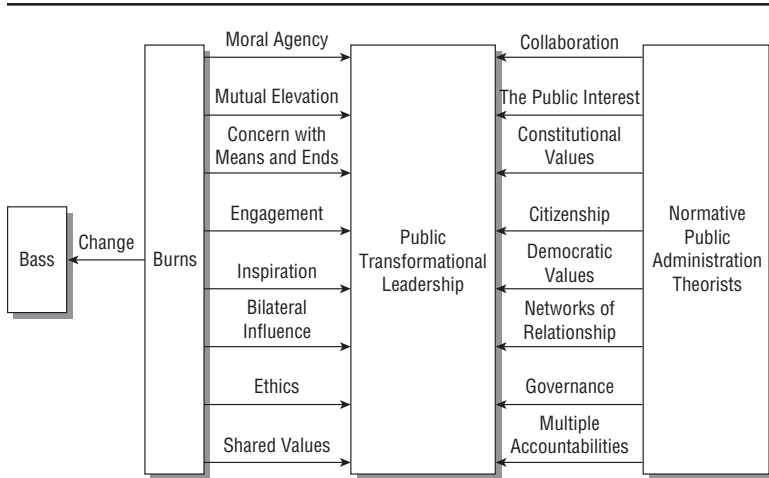 Moral Agency
Collaboration
Mutual Elevation
The Public Interest
Concern with
Means and Ends
Constitutional
Values
Bass
Change
Burns
Engagement
Public
Transformational
Leadership
Citizenship
Normative
Public
Administration
Theorists
Inspiration
Democratic
Values
Bilateral
Influence
Networks of
Relationship
Ethics
Governance
Shared Values
Multiple
Accountabilities